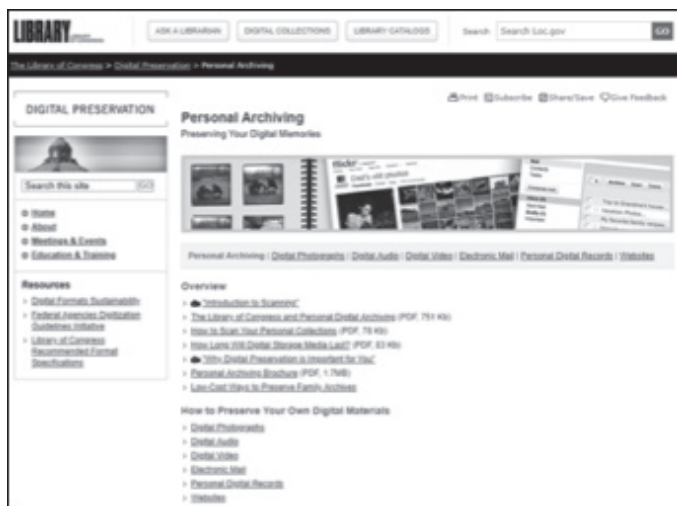 LIBRARY
ASK A LIBRARIAN
DIGITAL COLLECTIONS
LIBRARY CATALOGS
Search
Search Loc.gov
GO
The Library of Congress > Digital Preservation > Personal Archiving
Print Subscribe Share/Save Give Feedback
DIGITAL PRESERVATION
Search this site GO
Home
About
Meetings & Events
Education & Training
Resources
Digital Formats Sustainability
Federal Agencies Digitization
Guidelines Initiative
Library of Congress
Recommended Format
Specifications
Personal Archiving
Preserving Your Digital Memories
flickr
Dad's old photos
Personal Archiving | Digital Photographs | Digital Audio | Digital Video | Electronic Mail | Personal Digital Records | Websites
Overview
"Introduction to Scanning"
The Library of Congress and Personal Digital Archiving (PDF, 751 Kb)
How to Scan Your Personal Collections (PDF, 78 Kb)
How Long Will Digital Storage Media Last? (PDF, 83 Kb)
"Why Digital Preservation is Important for You"
Personal Archiving Brochure (PDF, 1.7MB)
Low-Cost Ways to Preserve Family Archives
How to Preserve Your Own Digital Materials
Digital Photographs
Digital Audio
Digital Video
Electronic Mail
Personal Digital Records
Websites